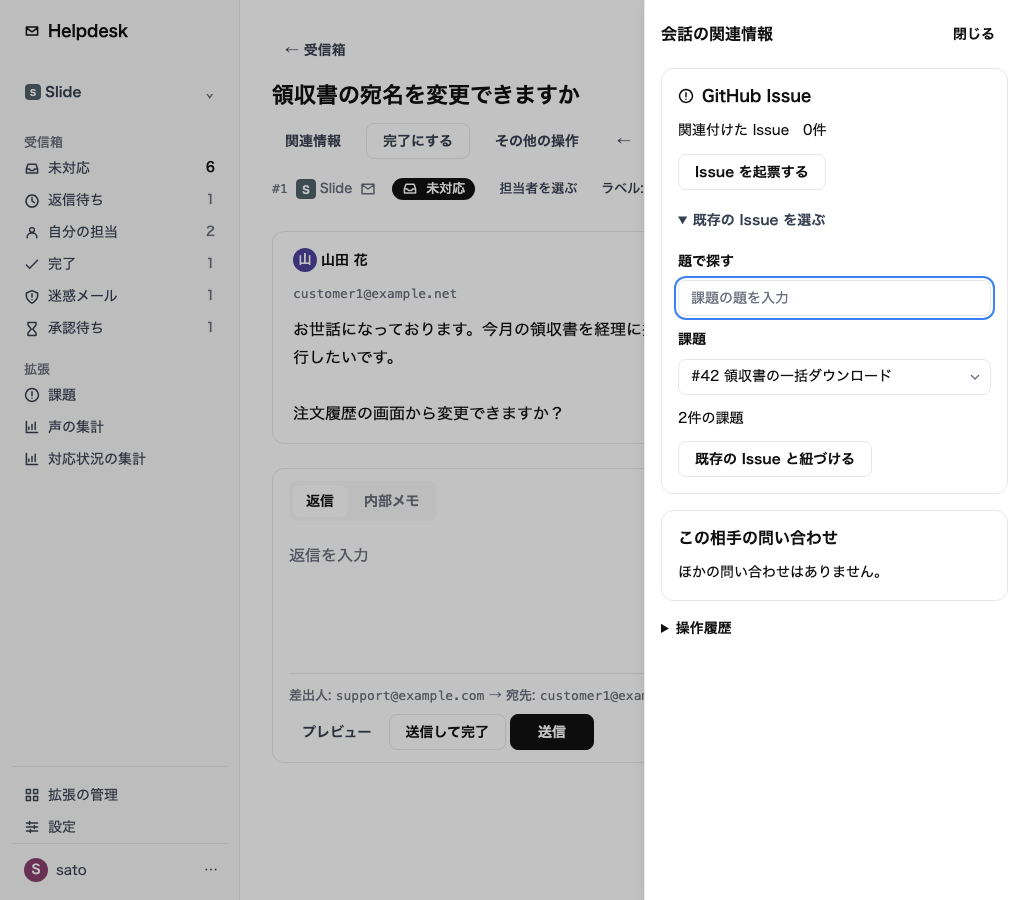 Helpdesk
S Slide
受信箱
未対応 6
返信待ち 1
自分の担当 2
完了 1
迷惑メール 1
承認待ち 1
拡張
課題
声の集計
対応状況の集計
拡張の管理
設定
S sato ...
← 受信箱
領収書の宛名を変更できますか
関連情報 完了にする その他の操作 ←
#1 S Slide 未対応 担当者を選ぶ ラベル:
山 山田 花
customer1@example.net
お世話になっております。今月の領収書を経理に
行したいです。
注文履歴の画面から変更できますか？
返信 内部メモ
返信を入力
差出人: support@example.com → 宛先: customer1@exam
プレビュー 送信して完了 送信
会話の関連情報 閉じる
GitHub Issue
関連付けた Issue 0件
Issue を起票する
▼ 既存の Issue を選ぶ
題で探す
課題の題を入力
課題
#42 領収書の一括ダウンロード
2件の課題
既存の Issue と紐づける
この相手の問い合わせ
ほかの問い合わせはありません。
▶ 操作履歴